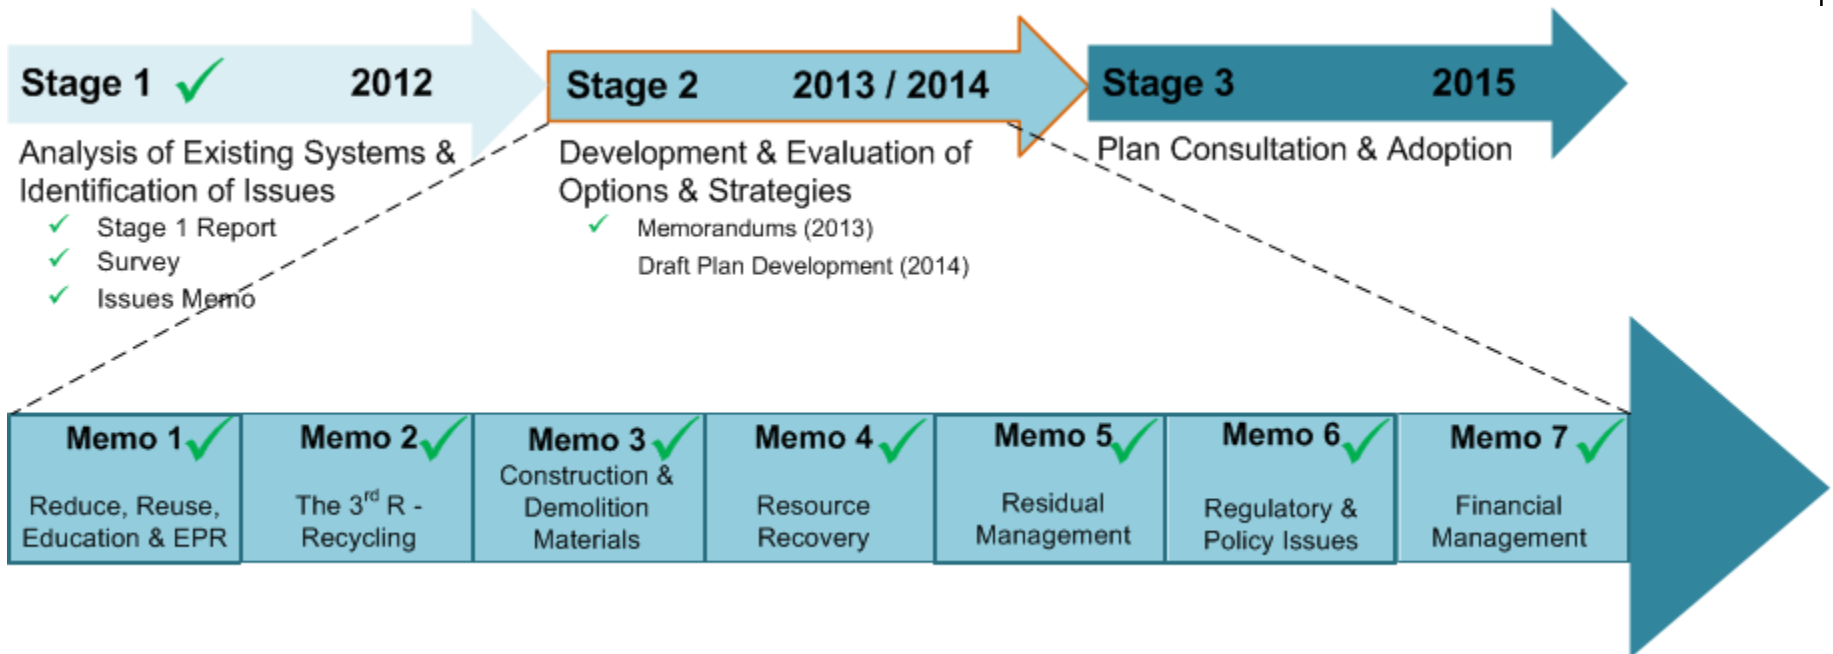 Stage 1 2012
Stage 2 2013 / 2014
Stage 3 2015
Analysis of Existing Systems &
Identification of Issues
Stage 1 Report
Survey
Issues Memo
Development & Evaluation of
Options & Strategies
Memorandums (2013)
Draft Plan Development (2014)
Plan Consultation & Adoption
Memo 1
Reduce, Reuse,
Education & EPR
Memo 2
The 3rd R -
Recycling
Memo 3
Construction &
Demolition
Materials
Memo 4
Resource
Recovery
Memo 5
Residual
Management
Memo 6
Regulatory &
Policy Issues
Memo 7
Financial
Management